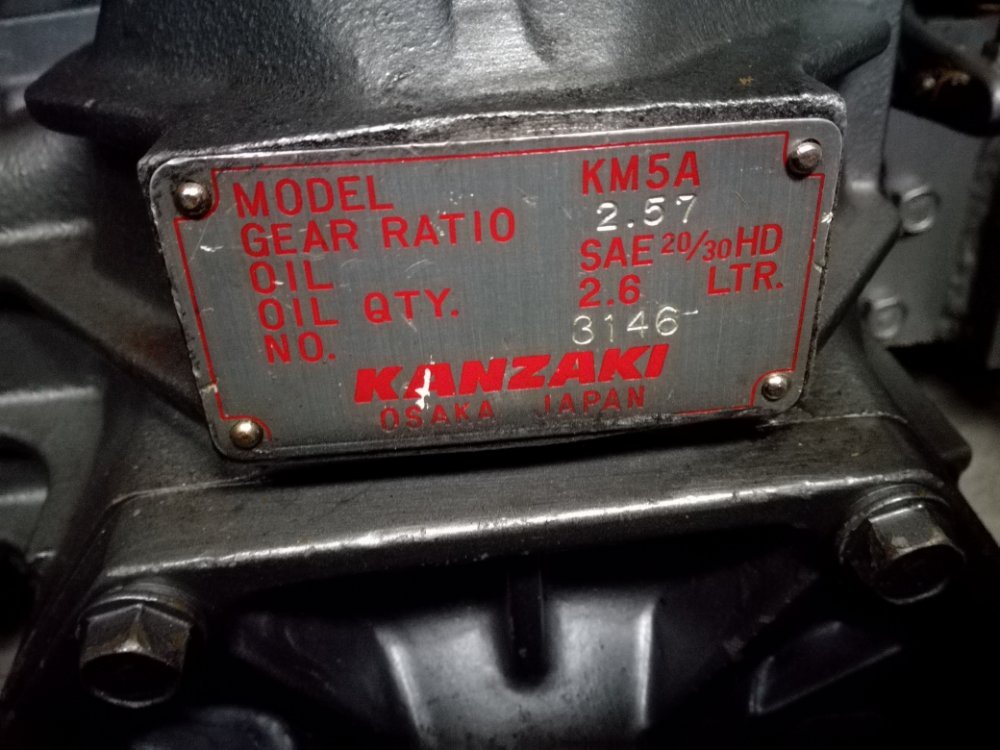 MODEL KM5A
GEAR RATIO 2.57
OIL SAE 20/30 HD
OIL QTY. 2.6 LTR.
NO. 3146
KANZAKI
OSAKA JAPAN